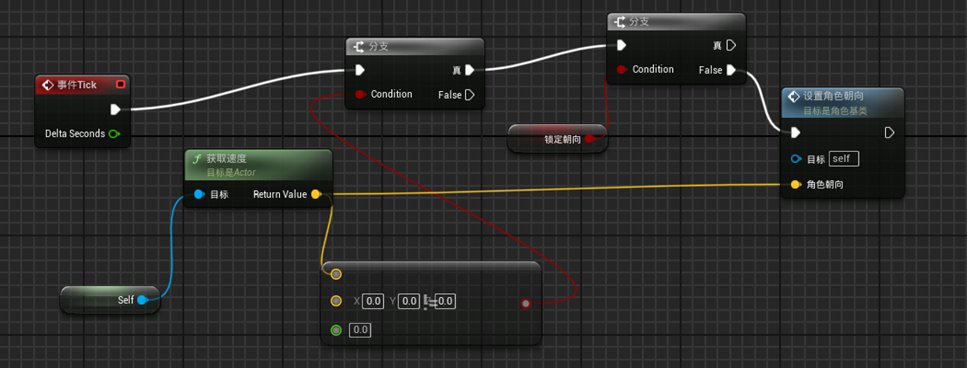 分支
真
Condition
False
分支
真
Condition
False
事件Tick
Delta Seconds
设置角色朝向
目标是角色基类
目标 self
角色朝向
锁定朝向
f 获取速度
目标是Actor
目标 Return Value
Self
X 0.0 Y 0.0 0.0
!=
0.0